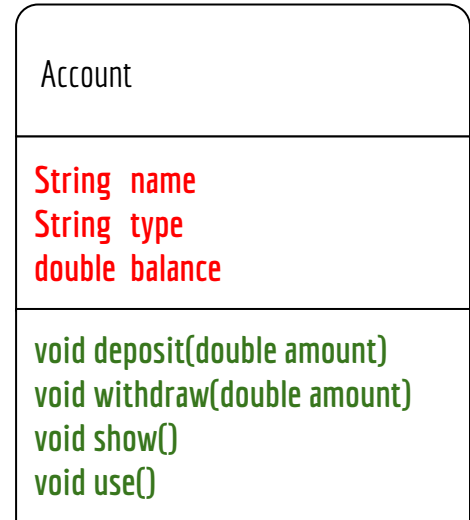 Account
String name
String type
double balance
void deposit(double amount)
void withdraw(double amount)
void show()
void use()